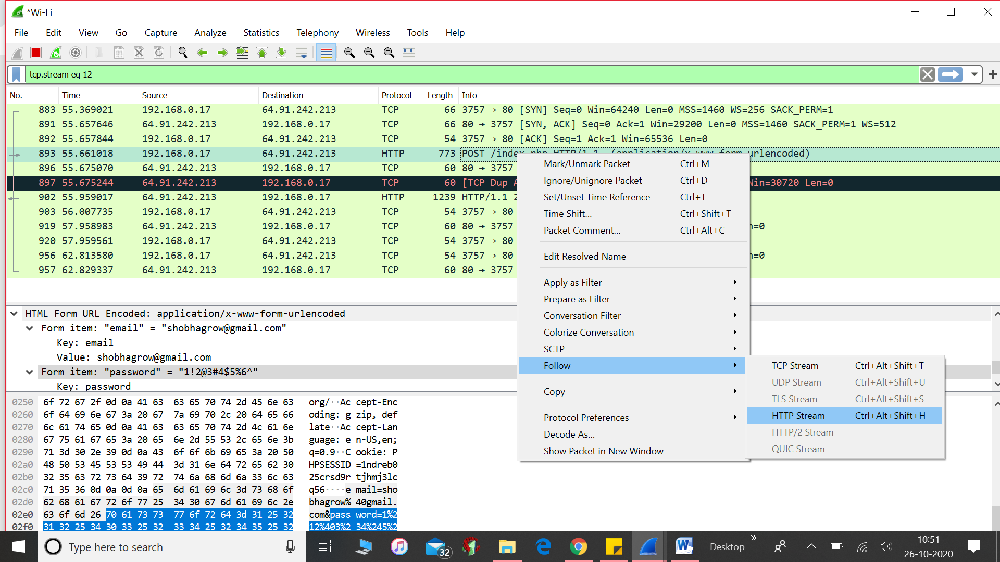 *Wi-Fi
File Edit View Go Capture Analyze Statistics Telephony Wireless Tools Help
tcp.stream eq 12
No. Time Source Destination Protocol Length Info
883 55.369021 192.168.0.17 64.91.242.213 TCP 66 3757 → 80 [SYN] Seq=0 Win=64240 Len=0 MSS=1460 WS=256 SACK_PERM=1
891 55.657646 64.91.242.213 192.168.0.17 TCP 66 80 → 3757 [SYN, ACK] Seq=0 Ack=1 Win=29200 Len=0 MSS=1460 SACK_PERM=1 WS=512
892 55.657844 192.168.0.17 64.91.242.213 TCP 54 3757 → 80 [ACK] Seq=1 Ack=1 Win=65536 Len=0
893 55.661018 192.168.0.17 64.91.242.213 HTTP 773 POST /index.php HTTP/1.1 (application/x-www-form-urlencoded)
896 55.675070 64.91.242.213 192.168.0.17 TCP 60 80 → 3757
897 55.675244 64.91.242.213 192.168.0.17 TCP 60 [TCP Dup A Win=30720 Len=0
902 55.959017 64.91.242.213 192.168.0.17 HTTP 1239 HTTP/1.1 2
903 56.007735 192.168.0.17 64.91.242.213 TCP 54 3757 → 80
919 57.958983 64.91.242.213 192.168.0.17 TCP 60 80 → 3757 n=0
920 57.959561 192.168.0.17 64.91.242.213 TCP 54 3757 → 80
956 62.813580 192.168.0.17 64.91.242.213 TCP 54 3757 → 80 n=0
957 62.829337 64.91.242.213 192.168.0.17 TCP 60 80 → 3757
Mark/Unmark Packet Ctrl+M
Ignore/Unignore Packet Ctrl+D
Set/Unset Time Reference Ctrl+T
Time Shift... Ctrl+Shift+T
Packet Comment... Ctrl+Alt+C
Edit Resolved Name
Apply as Filter
Prepare as Filter
Conversation Filter
Colorize Conversation
SCTP
Follow
Copy
Protocol Preferences
Decode As...
Show Packet in New Window
TCP Stream Ctrl+Alt+Shift+T
UDP Stream Ctrl+Alt+Shift+U
TLS Stream Ctrl+Alt+Shift+S
HTTP Stream Ctrl+Alt+Shift+H
HTTP/2 Stream
QUIC Stream
HTML Form URL Encoded: application/x-www-form-urlencoded
Form item: "email" = "shobhagrow@gmail.com"
Key: email
Value: shobhagrow@gmail.com
Form item: "password" = "1!2@3#4$5%6^"
Key: password
0250 6f 72 67 2f 0d 0a 41 63 63 65 70 74 2d 45 6e 63 org/··Ac cept-Enc
0260 6f 64 69 6e 67 3a 20 67 7a 69 70 2c 20 64 65 66 oding: g zip, def
0270 6c 61 74 65 0d 0a 41 63 63 65 70 74 2d 4c 61 6e late··Ac cept-Lan
0280 67 75 61 67 65 3a 20 65 6e 2d 55 53 2c 65 6e 3b guage: e n-US,en;
0290 71 3d 30 2e 39 0d 0a 43 6f 6f 6b 69 65 3a 20 50 q=0.9··C ookie: P
02a0 48 50 53 45 53 53 49 44 3d 31 6e 64 72 65 62 30 HPSESSID =1ndreb0
02b0 32 35 63 72 73 64 39 72 74 6a 68 6d 6a 33 6c 63 25crsd9r tjhmj3lc
02c0 71 35 36 0d 0a 0d 0a 65 6d 61 69 6c 3d 73 68 6f q56····e mail=sho
02d0 62 68 61 67 72 6f 77 25 34 30 67 6d 61 69 6c 2e bhagrow% 40gmail.
02e0 63 6f 6d 26 70 61 73 73 77 6f 72 64 3d 31 25 32 com&pass word=1%2
02f0 31 32 25 34 30 33 25 32 33 34 25 32 34 35 25 32 12%403%2 34%245%2
Type here to search
32
Desktop
10:51
26-10-2020